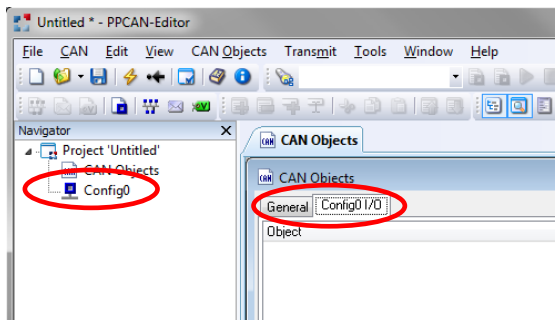 Untitled * - PPCAN-Editor
File CAN Edit View CAN Objects Transmit Tools Window Help
Navigator X
CAN Objects
Project 'Untitled'
CAN Objects
Config0
CAN Objects
General Config0 I/O
Object